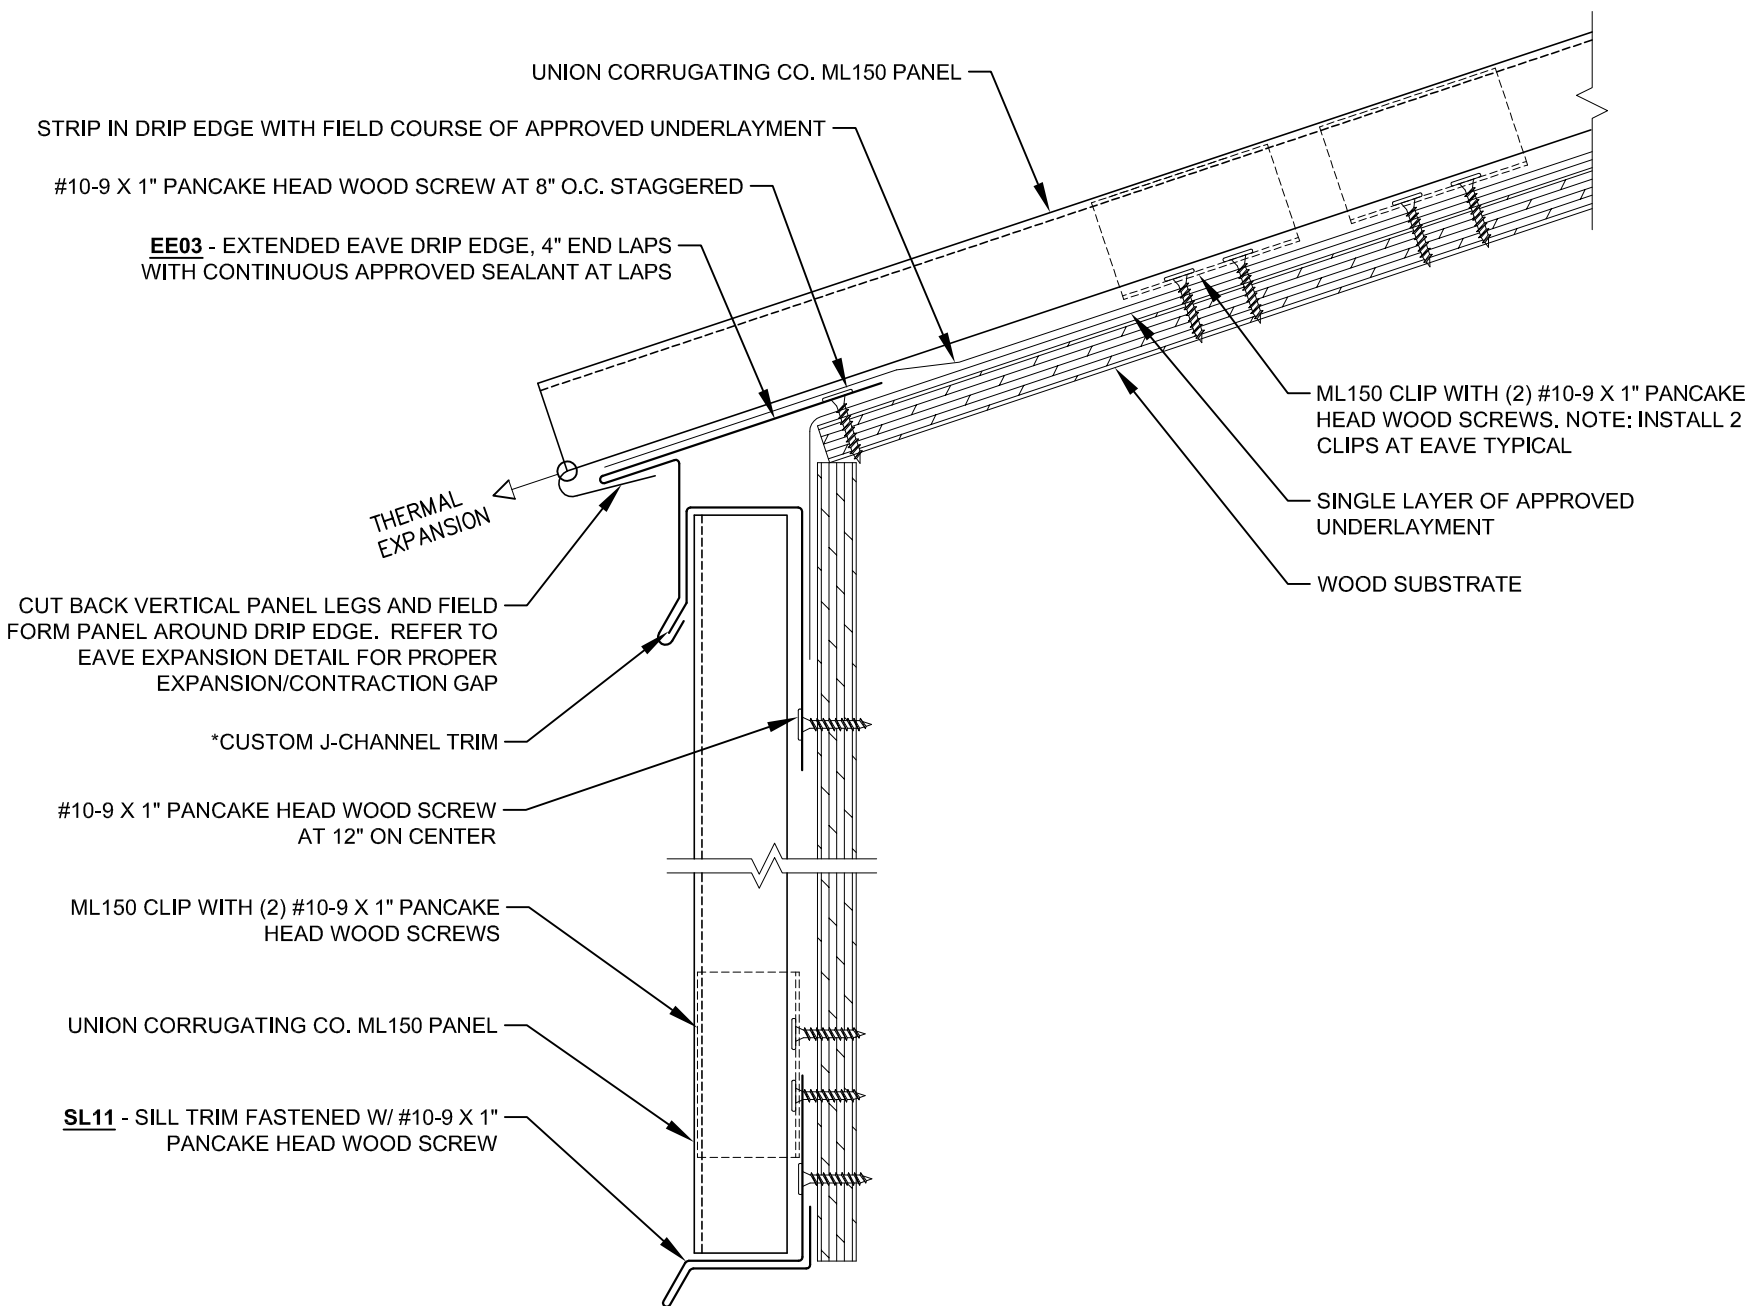 UNION CORRUGATING CO. ML150 PANEL
STRIP IN DRIP EDGE WITH FIELD COURSE OF APPROVED UNDERLAYMENT
#10-9 X 1" PANCAKE HEAD WOOD SCREW AT 8" O.C. STAGGERED
EE03 - EXTENDED EAVE DRIP EDGE, 4" END LAPS
WITH CONTINUOUS APPROVED SEALANT AT LAPS
ML150 CLIP WITH (2) #10-9 X 1" PANCAKE
HEAD WOOD SCREWS. NOTE: INSTALL 2
CLIPS AT EAVE TYPICAL
SINGLE LAYER OF APPROVED
UNDERLAYMENT
WOOD SUBSTRATE
THERMAL
EXPANSION
CUT BACK VERTICAL PANEL LEGS AND FIELD
FORM PANEL AROUND DRIP EDGE. REFER TO
EAVE EXPANSION DETAIL FOR PROPER
EXPANSION/CONTRACTION GAP
*CUSTOM J-CHANNEL TRIM
#10-9 X 1" PANCAKE HEAD WOOD SCREW
AT 12" ON CENTER
ML150 CLIP WITH (2) #10-9 X 1" PANCAKE
HEAD WOOD SCREWS
UNION CORRUGATING CO. ML150 PANEL
SL11 - SILL TRIM FASTENED W/ #10-9 X 1"
PANCAKE HEAD WOOD SCREW